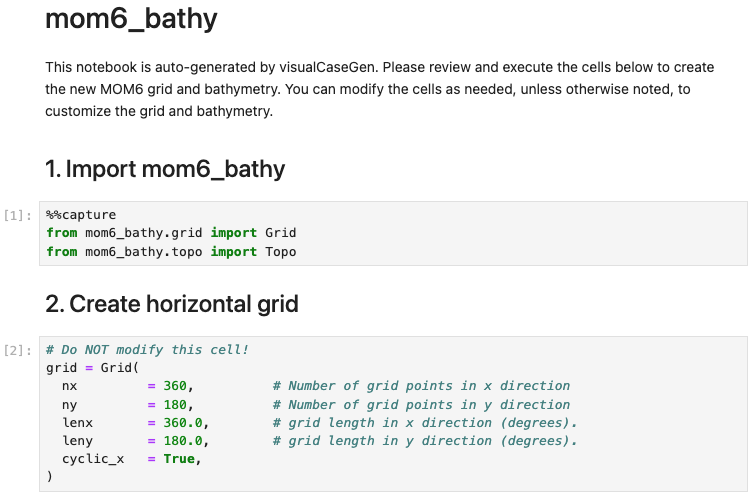 mom6_bathy
This notebook is auto-generated by visualCaseGen. Please review and execute the cells below to create
the new MOM6 grid and bathymetry. You can modify the cells as needed, unless otherwise noted, to
customize the grid and bathymetry.
1. Import mom6_bathy
[1]: %%capture
from mom6_bathy.grid import Grid
from mom6_bathy.topo import Topo
2. Create horizontal grid
[2]: # Do NOT modify this cell!
grid = Grid(
  nx         = 360,          # Number of grid points in x direction
  ny         = 180,          # Number of grid points in y direction
  lenx       = 360.0,        # grid length in x direction (degrees).
  leny       = 180.0,        # grid length in y direction (degrees).
  cyclic_x   = True,
)